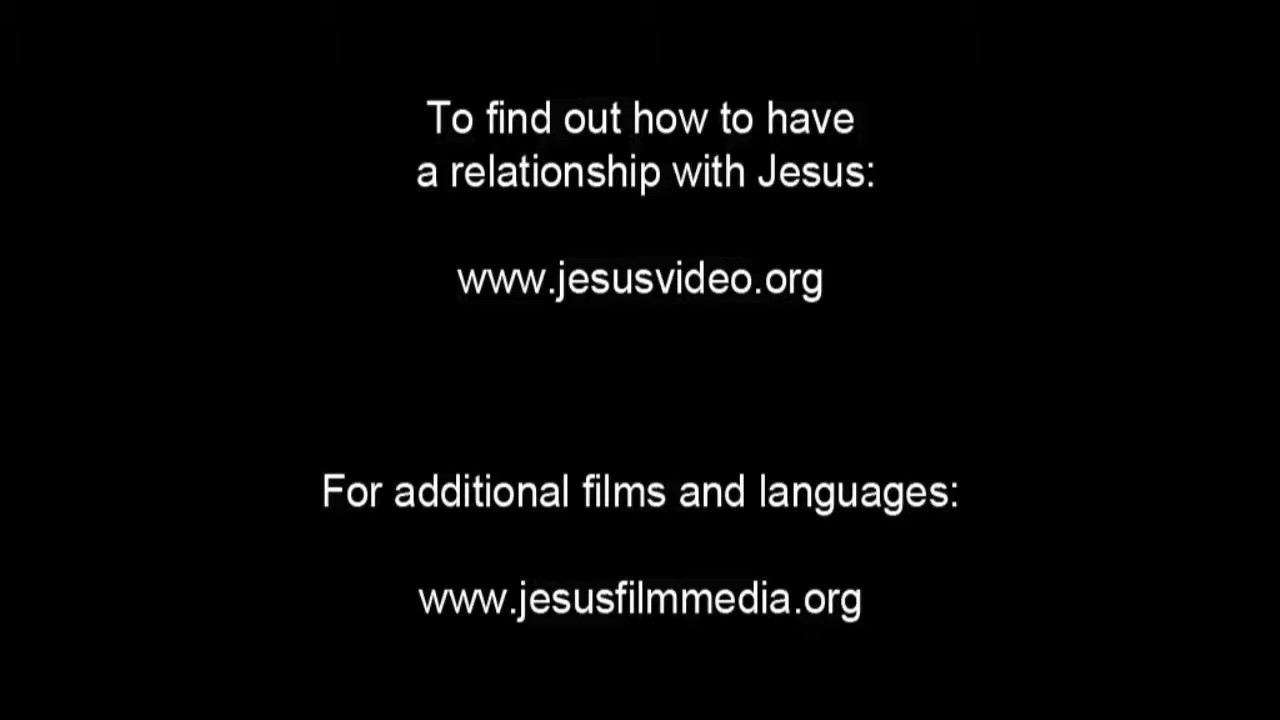 To find out how to have
a relationship with Jesus:
www.jesusvideo.org
For additional films and languages:
www.jesusfilmmedia.org